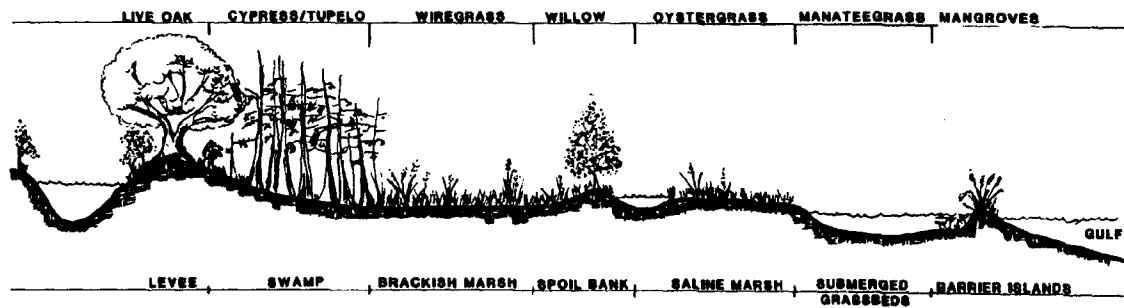 LIVE OAK CYPRESS/TUPELO WIREGRASS WILLOW OYSTERGRASS MANATEEGRASS MANGROVES
GULF
LEVEE SWAMP BRACKISH MARSH SPOIL BANK SALINE MARSH SUBMERGED GRASSBEDS BARRIER ISLANDS